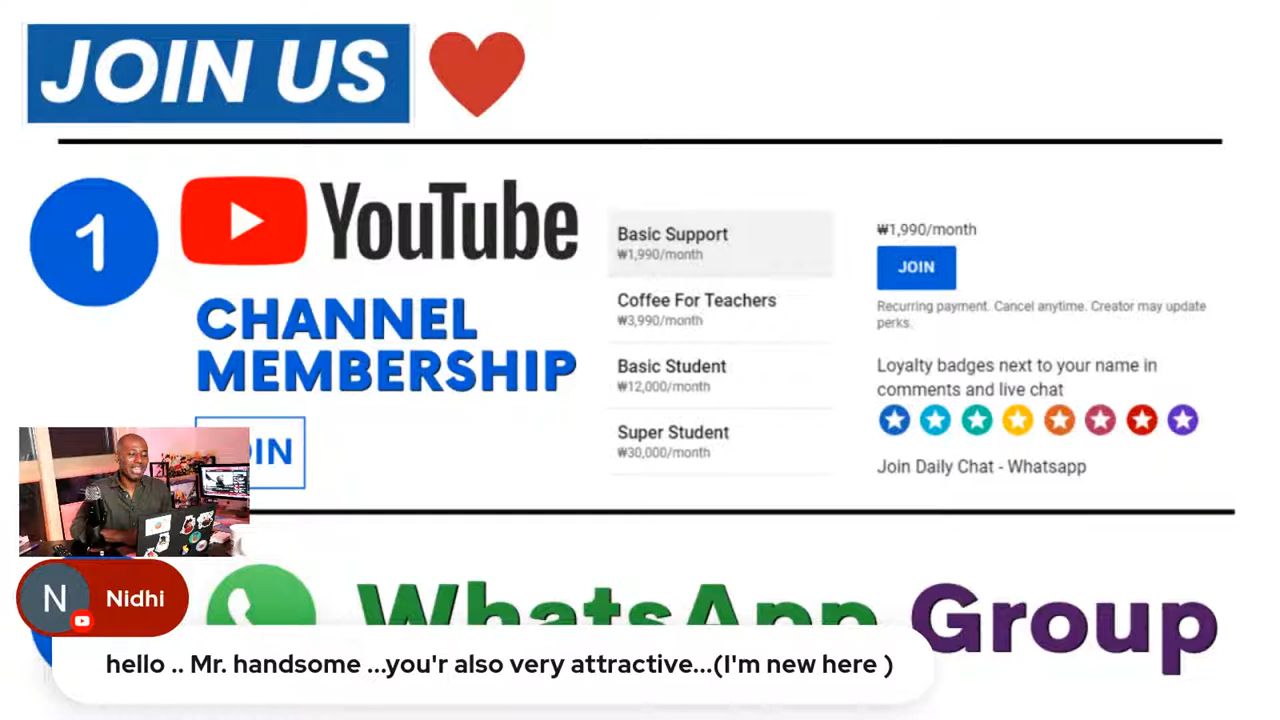 JOIN US
1
YouTube
CHANNEL
MEMBERSHIP
JOIN
Basic Support
₩1,990/month
Coffee For Teachers
₩3,990/month
Basic Student
₩12,000/month
Super Student
₩30,000/month
₩1,990/month
JOIN
Recurring payment. Cancel anytime. Creator may update
perks.
Loyalty badges next to your name in
comments and live chat
Join Daily Chat - Whatsapp
WhatsApp Group
N
Nidhi
hello .. Mr. handsome ...you'r also very attractive...(I'm new here )